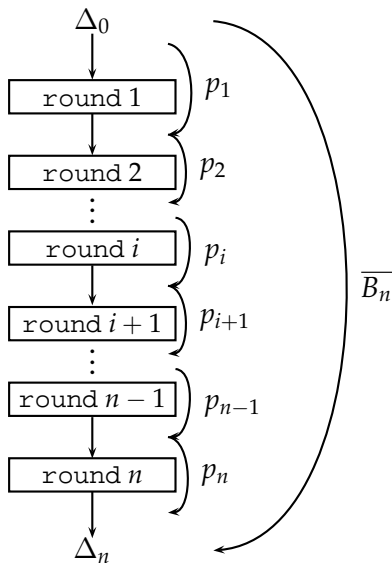 Δ₀
round 1
p₁
round 2
p₂
⋮
round i
pᵢ
B̅ₙ
round i + 1
pᵢ₊₁
⋮
round n − 1
pₙ₋₁
round n
pₙ
Δₙ